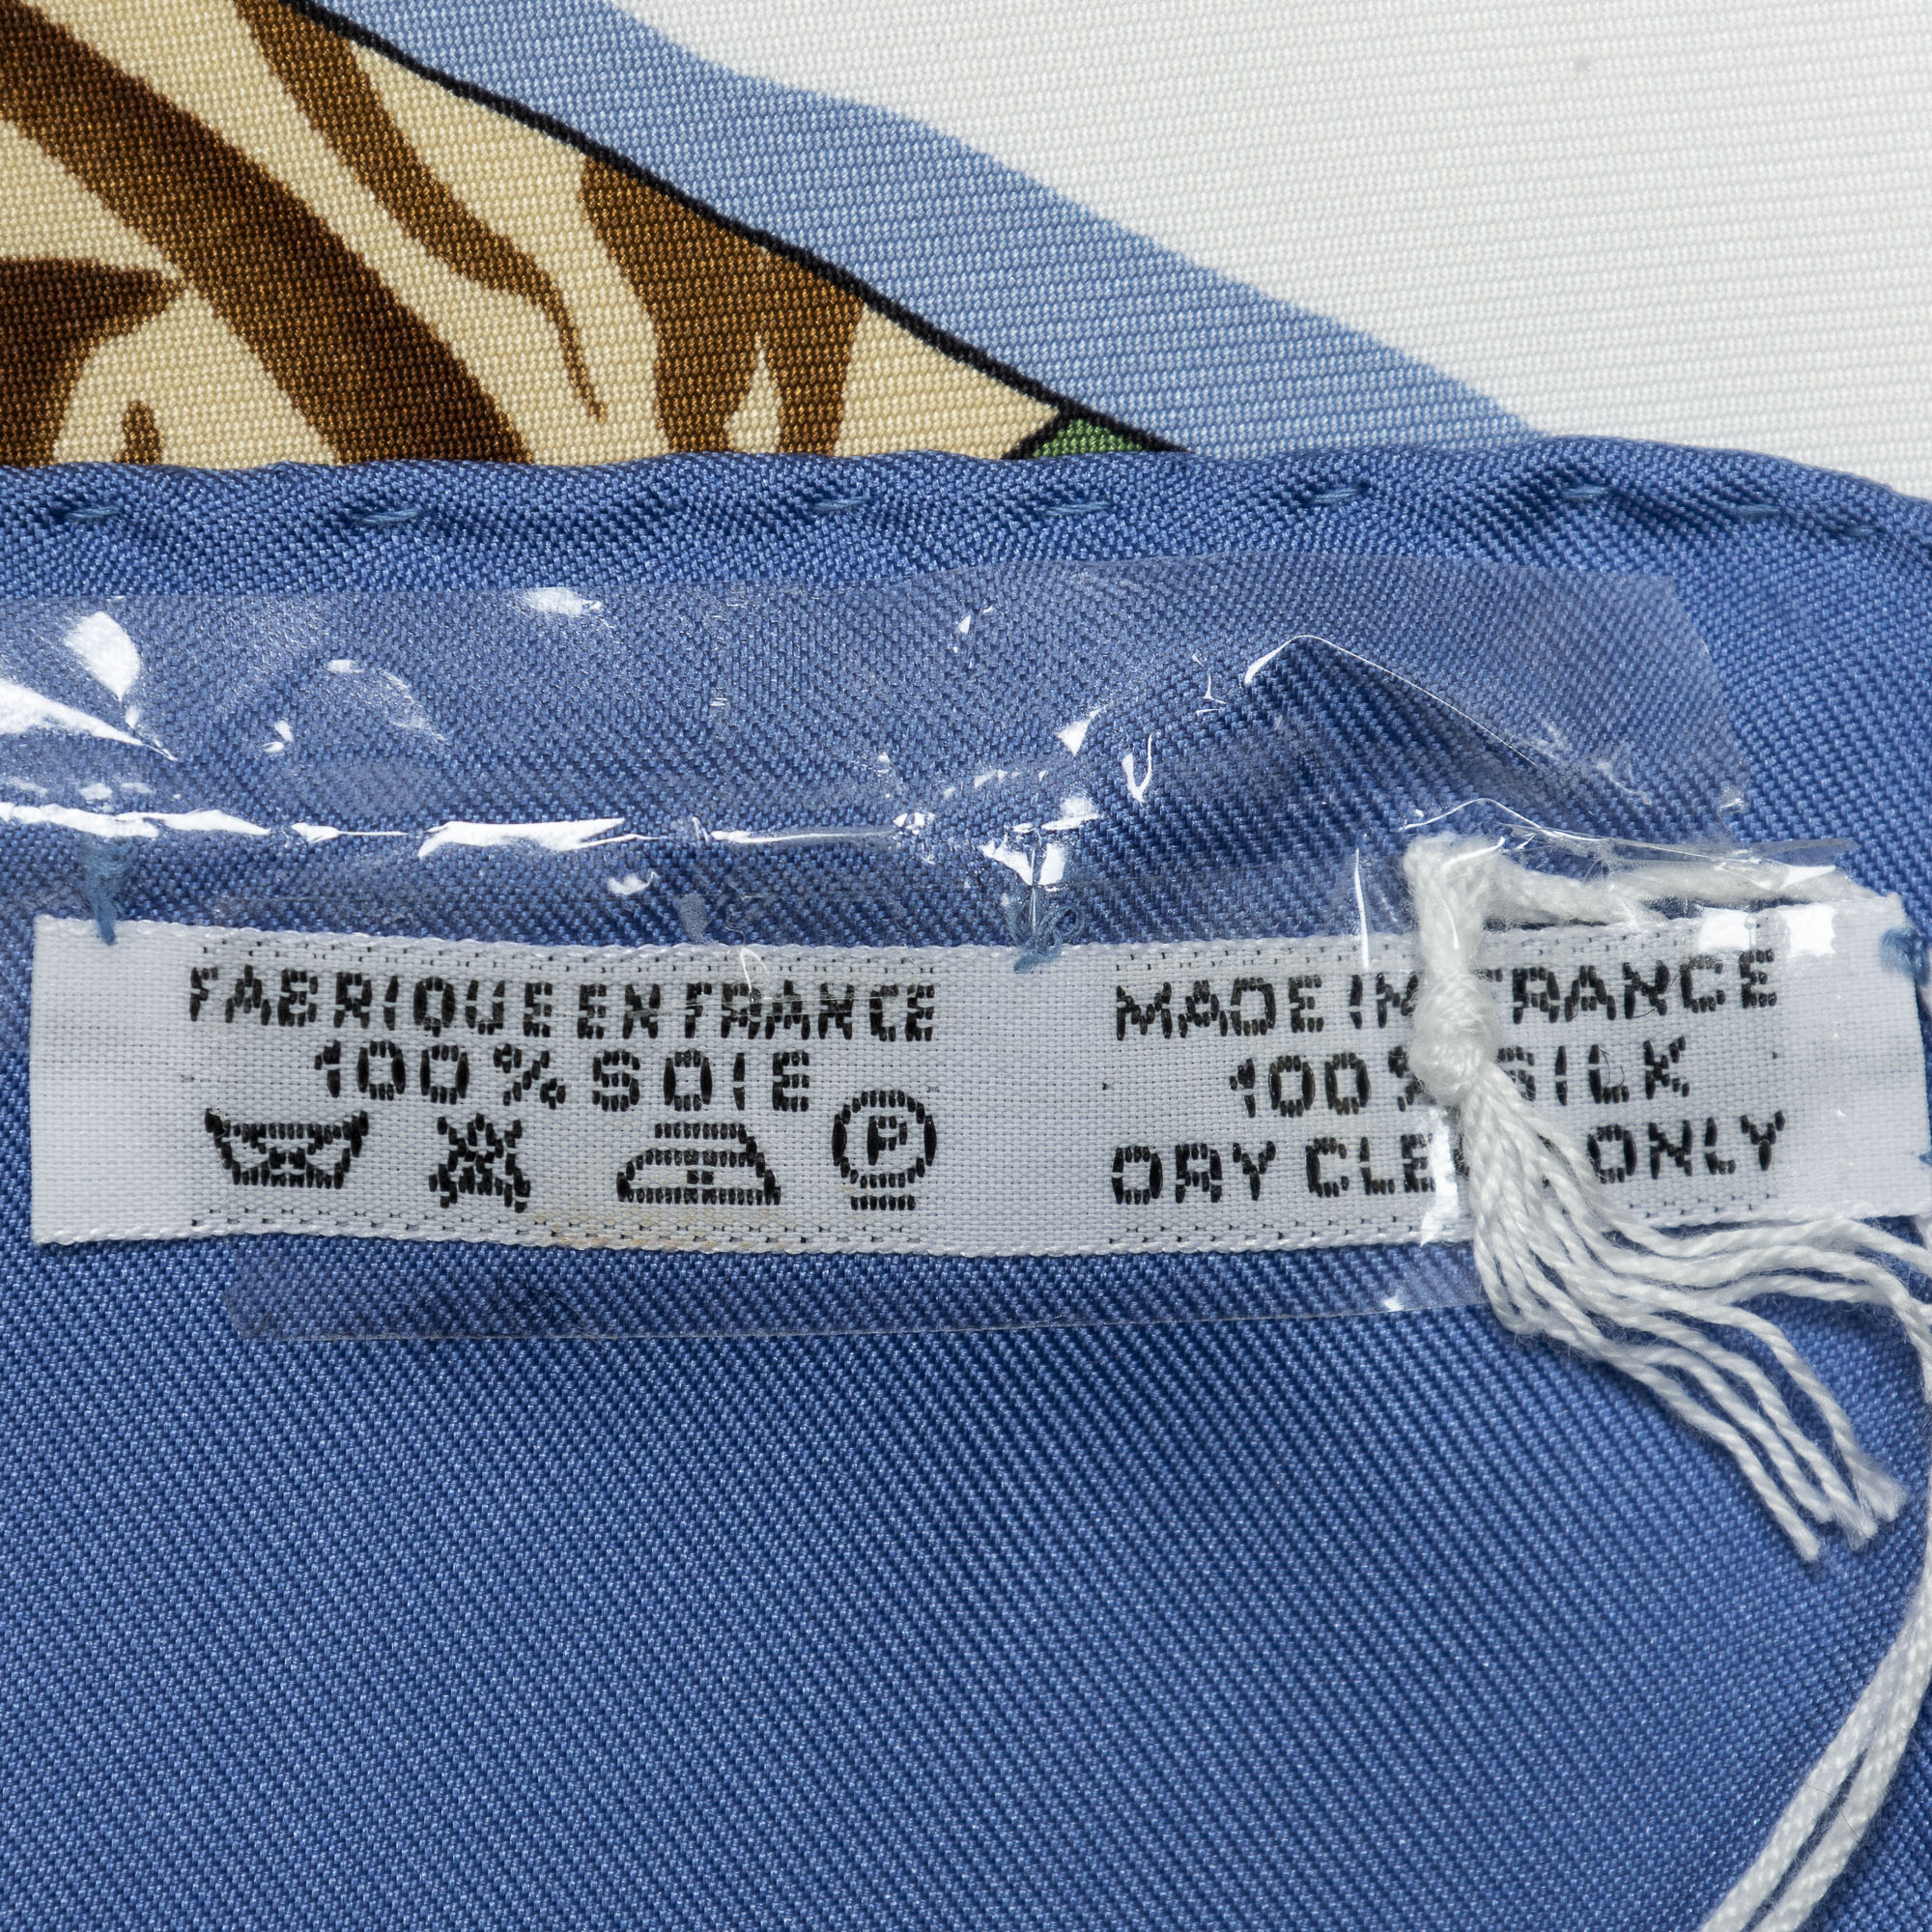 FABRIQUE EN FRANCE
100% SOIE
P
MADE IN FRANCE
100% SILK
DRY CLEAN ONLY